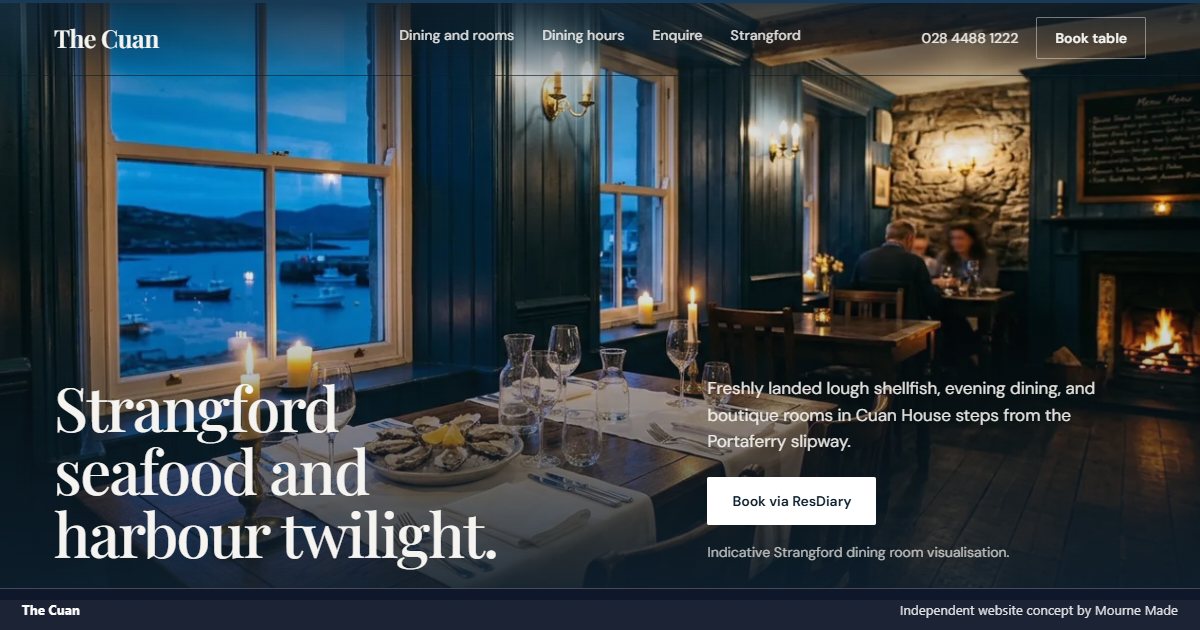 The Cuan
Dining and rooms
Dining hours
Enquire
Strangford
028 4488 1222
Book table
Strangford
seafood and
harbour twilight.
Freshly landed lough shellfish, evening dining, and
boutique rooms in Cuan House steps from the
Portaferry slipway.
Book via ResDiary
Indicative Strangford dining room visualisation.
The Cuan
Independent website concept by Mourne Made